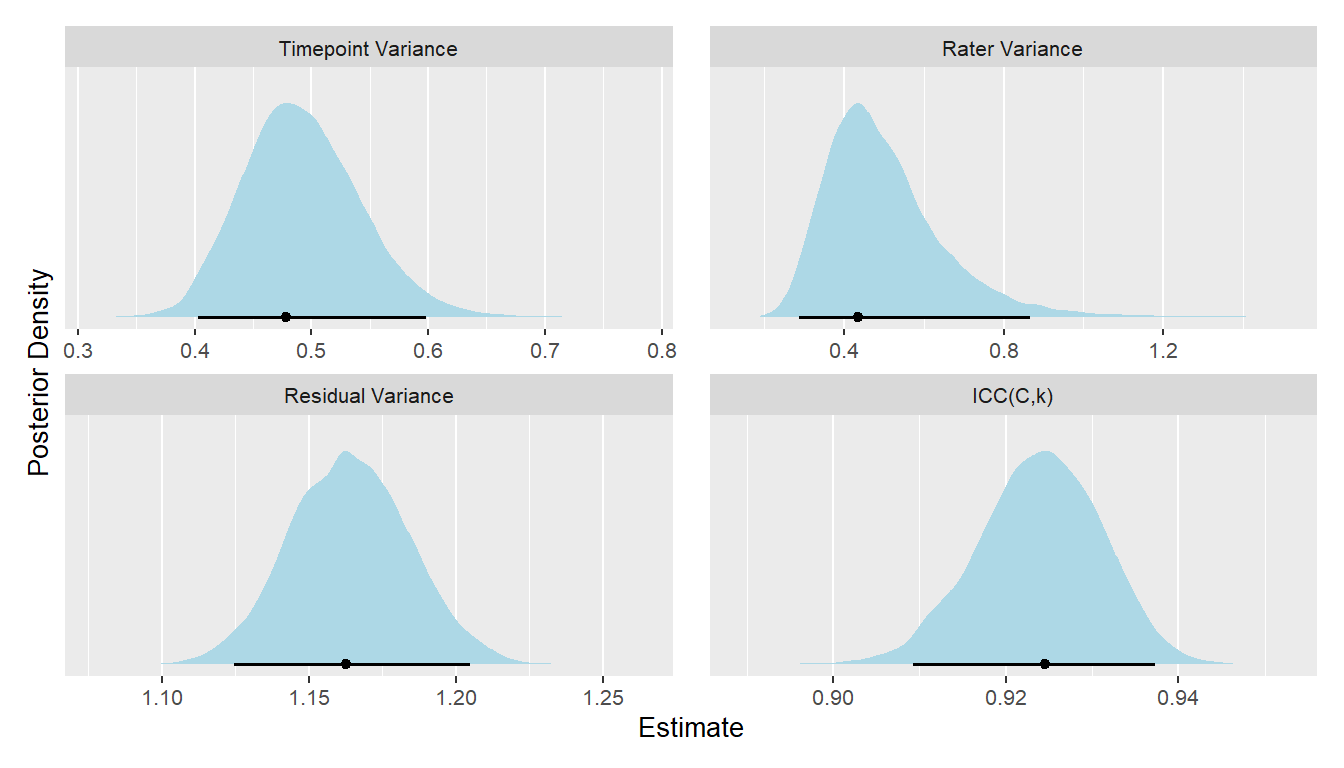 Timepoint Variance
Rater Variance
0.3 0.4 0.5 0.6 0.7 0.8
0.4 0.8 1.2
Residual Variance
ICC(C,k)
1.10 1.15 1.20 1.25
0.90 0.92 0.94
Posterior Density
Estimate